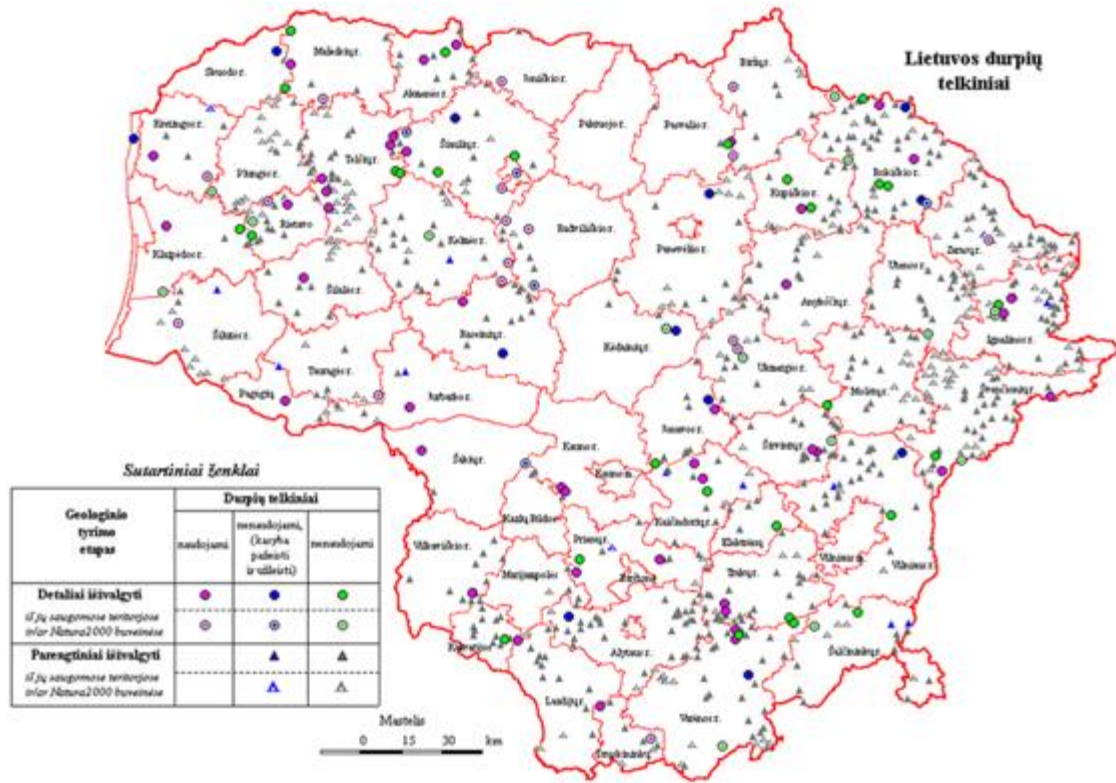 Lietuvos durpių
telkiniai
Skuodo r.
Mažeikių r.
Akmenės r.
Joniškio r.
Biržų r.
Kretingos r.
Plungės r.
Telšių r.
Šiaulių r.
Pakruojo r.
Pasvalio r.
Rokiškio r.
Kupiškio r.
Rietavo
Klaipėdos r.
Kelmės r.
Radviliškio r.
Panevėžio r.
Zarasų r.
Utenos r.
Šilalės r.
Anykščių r.
Šilutės r.
Raseinių r.
Kėdainių r.
Ignalinos r.
Tauragės r.
Ukmergės r.
Molėtų r.
Švenčionių r.
Pagėgių
Jurbarko r.
Jonavos r.
Širvintų r.
Šakių r.
Kauno r.
Kauno m.
Kazlų Rūdos
Kaišiadorių r.
Elektrėnų
Vilkaviškio r.
Prienų r.
Vilniaus m.
Vilniaus r.
Marijampolės
Birštono
Trakų r.
Kalvarijos
Alytaus r.
Šalčininkų r.
Lazdijų r.
Varėnos r.
Druskininkų
Sutartiniai ženklai
Geologinio
tyrimo
etapas
Durpių telkiniai
naudojami
nenaudojami,
(kasyba
pabeisti
ir užleisti)
nenaudojami
Detaliai išžvalgyti
iš jų saugomose teritorijose
ir/ar Natura2000 buveinėse
Parengtiniai išžvalgyti
iš jų saugomose teritorijose
ir/ar Natura2000 buveinėse
Mastelis
0 15 30 km